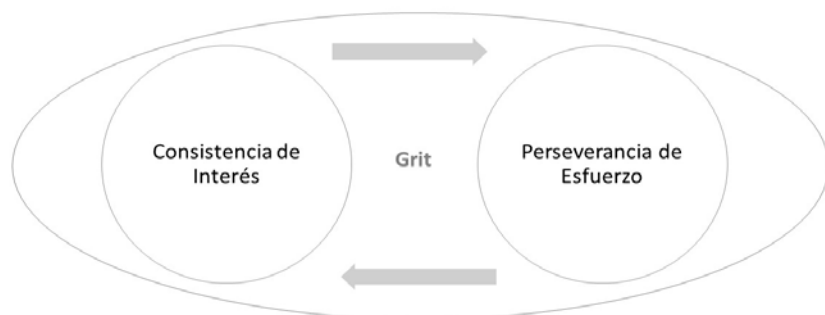 Consistencia de
Interés
Grit
Perseverancia de
Esfuerzo